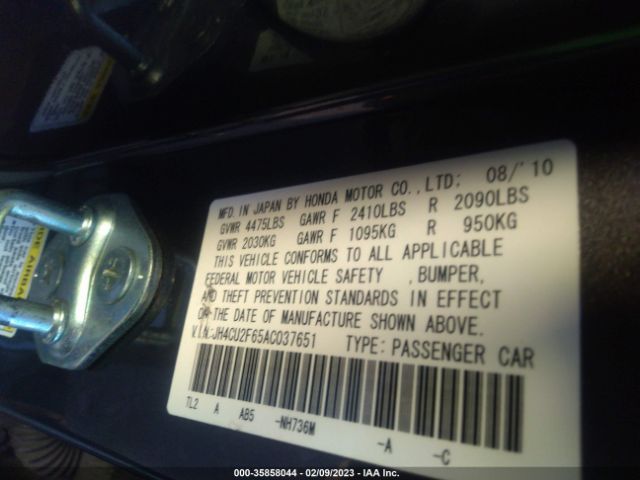 MFD. IN JAPAN BY HONDA MOTOR CO.,LTD; 08/'10
GVWR 4475LBS GAWR F 2410LBS R 2090LBS
GVWR 2030KG GAWR F 1095KG R 950KG
THIS VEHICLE CONFORMS TO ALL APPLICABLE
FEDERAL MOTOR VEHICLE SAFETY ,BUMPER,
AND THEFT PREVENTION STANDARDS IN EFFECT
ON THE DATE OF MANUFACTURE SHOWN ABOVE.
V.I.N:JH4CU2F65AC037651 TYPE: PASSENGER CAR
TL2 A AB5 -NH736M -A -C
000-35858044 - 02/09/2023 - IAA Inc.